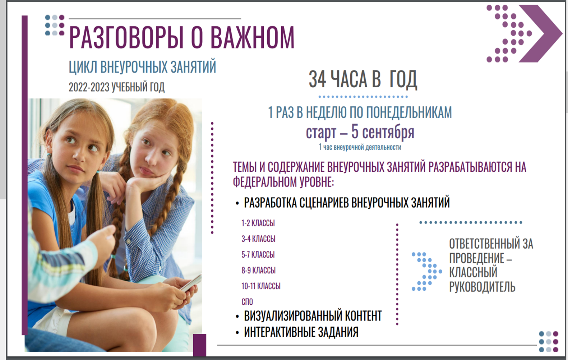 РАЗГОВОРЫ О ВАЖНОМ
ЦИКЛ ВНЕУРОЧНЫХ ЗАНЯТИЙ
2022-2023 УЧЕБНЫЙ ГОД
34 ЧАСА В ГОД
1 РАЗ В НЕДЕЛЮ ПО ПОНЕДЕЛЬНИКАМ
старт – 5 сентября
1 час внеурочной деятельности
ТЕМЫ И СОДЕРЖАНИЕ ВНЕУРОЧНЫХ ЗАНЯТИЙ РАЗРАБАТЫВАЮТСЯ НА
ФЕДЕРАЛЬНОМ УРОВНЕ:
• РАЗРАБОТКА СЦЕНАРИЕВ ВНЕУРОЧНЫХ ЗАНЯТИЙ
1-2 КЛАССЫ
3-4 КЛАССЫ
5-7 КЛАССЫ
8-9 КЛАССЫ
10-11 КЛАССЫ
СПО
• ВИЗУАЛИЗИРОВАННЫЙ КОНТЕНТ
• ИНТЕРАКТИВНЫЕ ЗАДАНИЯ
ОТВЕТСТВЕННЫЙ ЗА
ПРОВЕДЕНИЕ –
КЛАССНЫЙ
РУКОВОДИТЕЛЬ